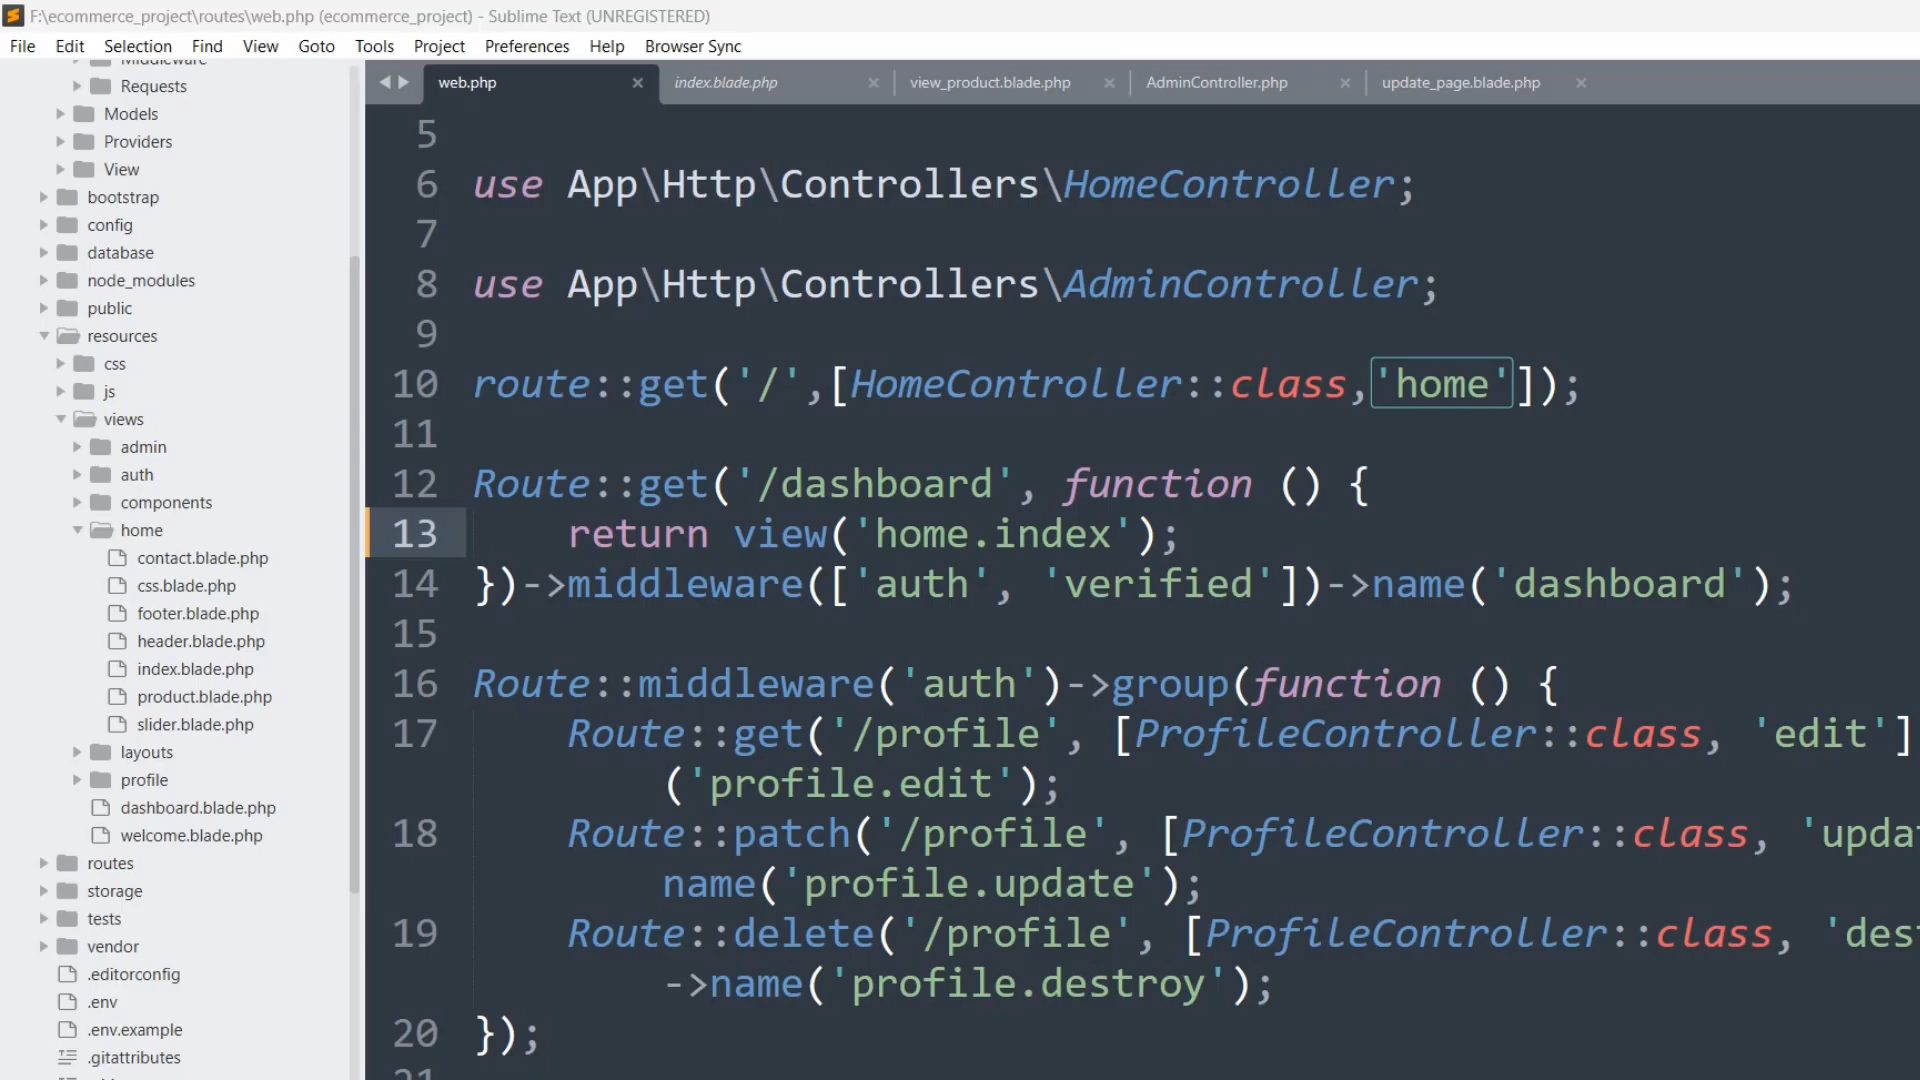 F:\ecommerce_project\routes\web.php (ecommerce_project) - Sublime Text (UNREGISTERED)
File Edit Selection Find View Goto Tools Project Preferences Help Browser Sync
Middleware
Requests
Models
Providers
View
bootstrap
config
database
node_modules
public
resources
css
js
views
admin
auth
components
home
contact.blade.php
css.blade.php
footer.blade.php
header.blade.php
index.blade.php
product.blade.php
slider.blade.php
layouts
profile
dashboard.blade.php
welcome.blade.php
routes
storage
tests
vendor
.editorconfig
.env
.env.example
.gitattributes
web.php index.blade.php view_product.blade.php AdminController.php update_page.blade.php
5
6 use App\Http\Controllers\HomeController;
7
8 use App\Http\Controllers\AdminController;
9
10 route::get('/',[HomeController::class,'home']);
11
12 Route::get('/dashboard', function () {
13 return view('home.index');
14 })->middleware(['auth', 'verified'])->name('dashboard');
15
16 Route::middleware('auth')->group(function () {
17 Route::get('/profile', [ProfileController::class, 'edit']
('profile.edit');
18 Route::patch('/profile', [ProfileController::class, 'upda
name('profile.update');
19 Route::delete('/profile', [ProfileController::class, 'des
->name('profile.destroy');
20 });
21